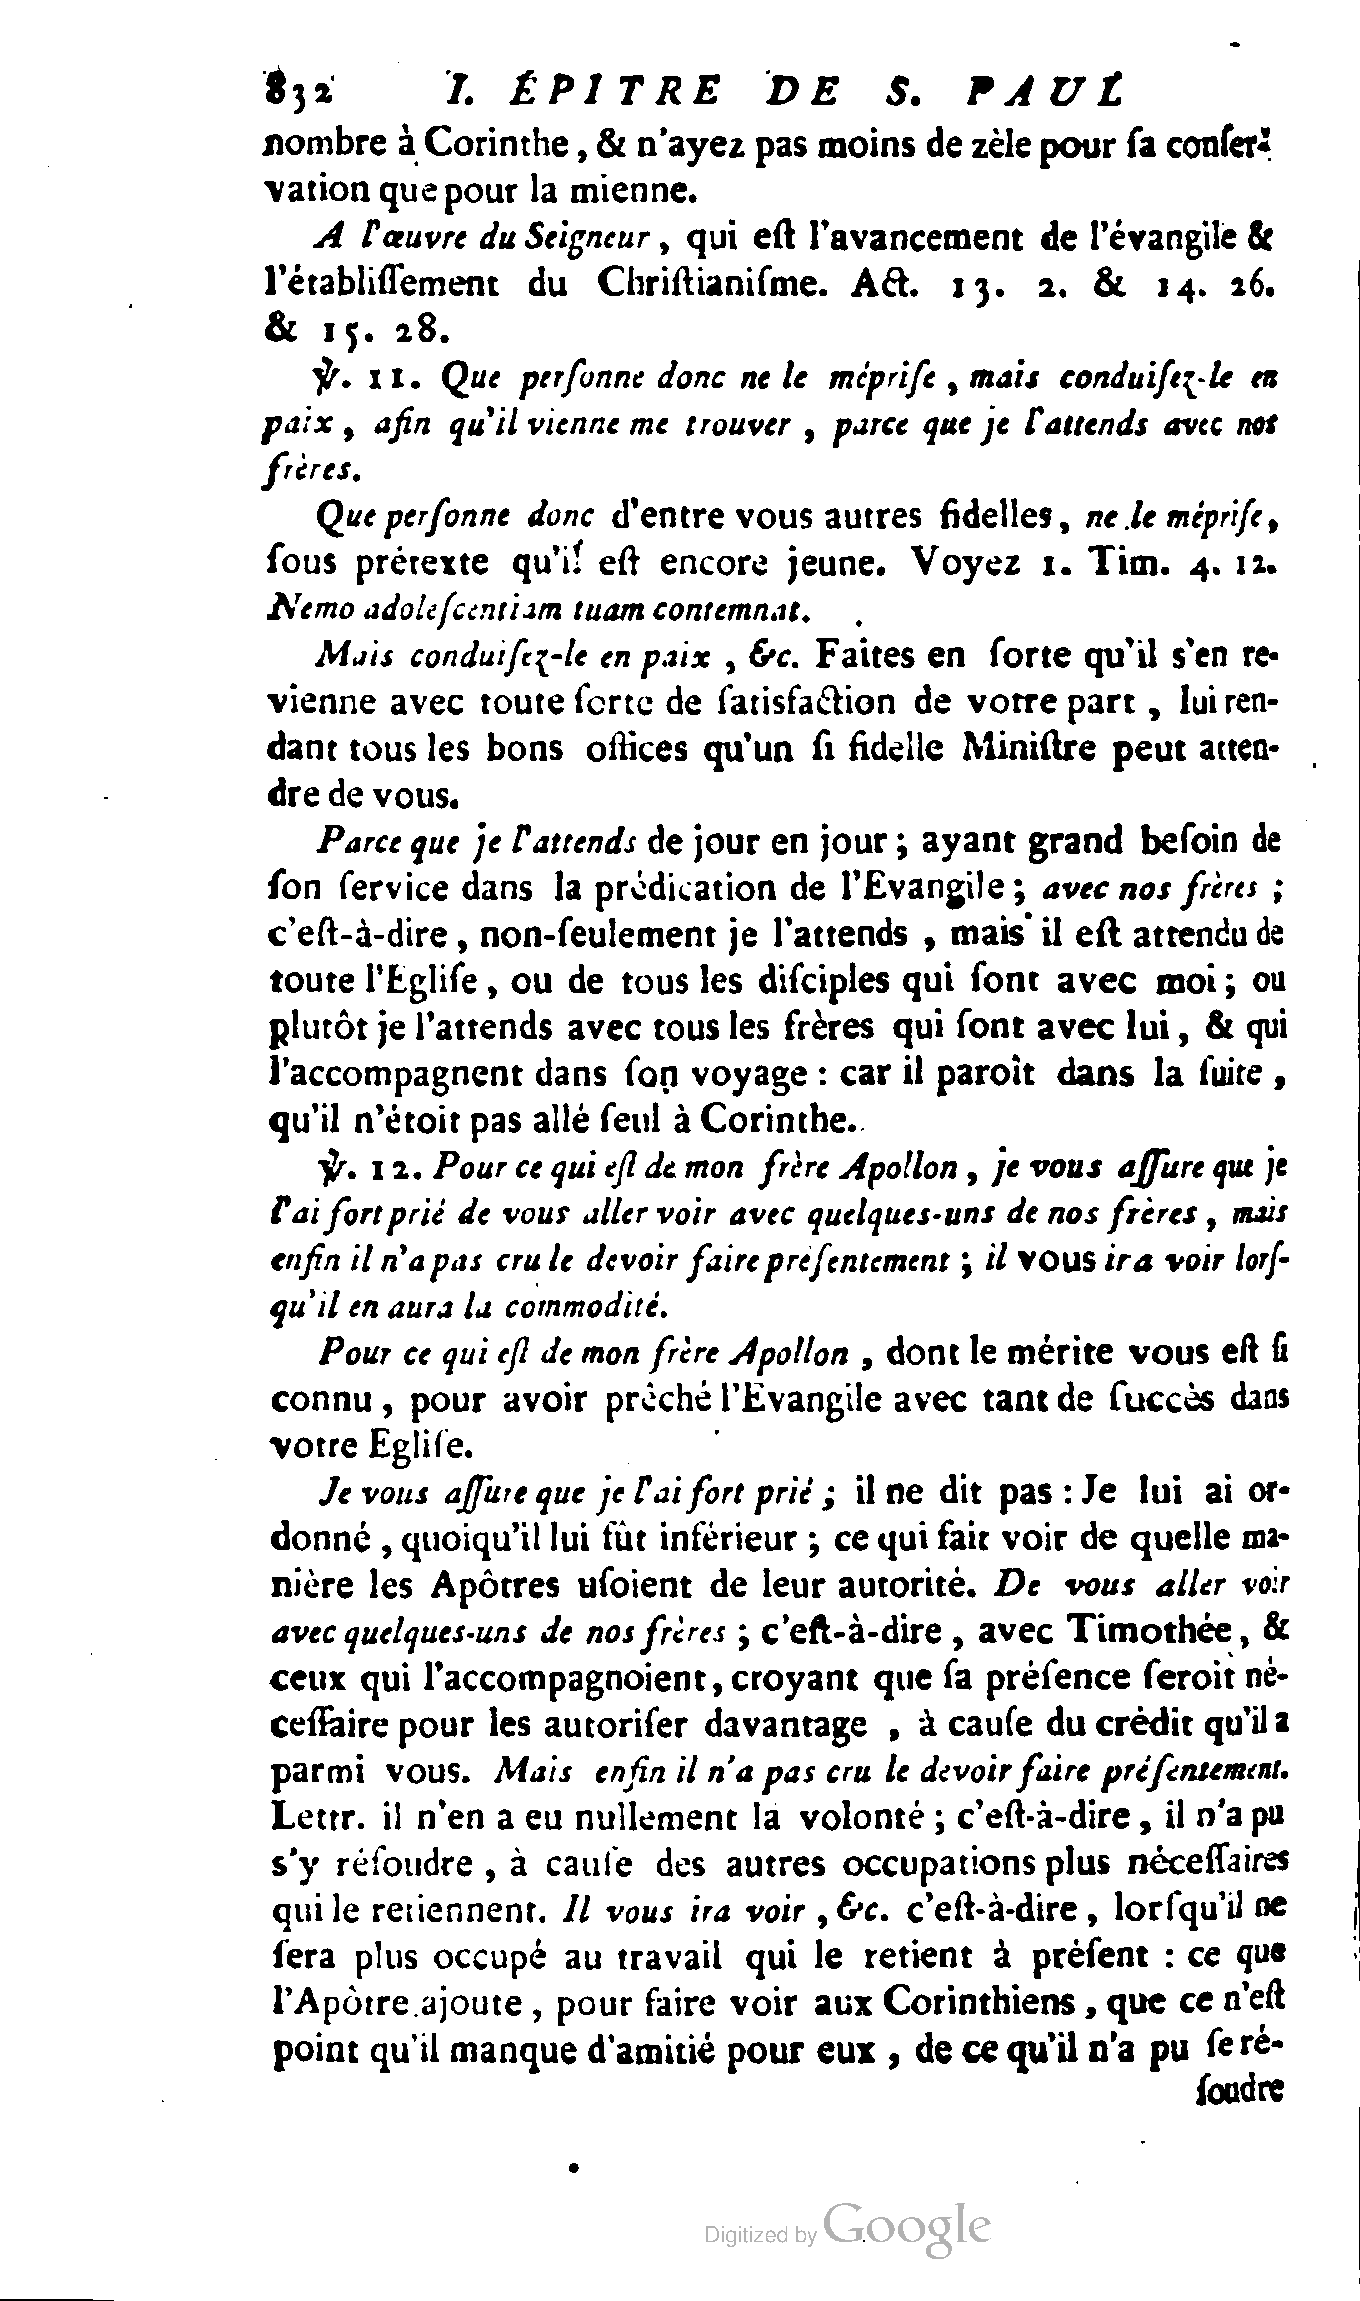 832 I. ÉPITRE DE S. PAUL
nombre à Corinthe, & n'ayez pas moins de zèle pour ſa conſer-
vation que pour la mienne.
A l'œuvre du Seigneur, qui eſt l'avancement de l'évangile &
l'établiſſement du Chriſtianiſme. Act. 13. 2. & 14. 26.
& 15. 28.
℣. 11. Que perſonne donc ne le mépriſe, mais conduiſez-le en
paix, afin qu'il vienne me trouver, parce que je l'attends avec nos
frères.
Que perſonne donc d'entre vous autres fidelles, ne le mépriſe,
ſous prétexte qu'il eſt encore jeune. Voyez 1. Tim. 4. 12.
Nemo adoleſcentiam tuam contemnat.
Mais conduiſez-le en paix, &c. Faites en ſorte qu'il s'en re-
vienne avec toute ſorte de ſatisfaction de votre part, lui ren-
dant tous les bons offices qu'un ſi fidelle Miniſtre peut atten-
dre de vous.
Parce que je l'attends de jour en jour; ayant grand beſoin de
ſon ſervice dans la prédication de l'Evangile; avec nos frères;
c'eſt-à-dire, non-ſeulement je l'attends, mais il eſt attendu de
toute l'Egliſe, ou de tous les diſciples qui ſont avec moi; ou
plutôt je l'attends avec tous les frères qui ſont avec lui, & qui
l'accompagnent dans ſon voyage: car il paroît dans la ſuite,
qu'il n'étoit pas allé ſeul à Corinthe.
℣. 12. Pour ce qui eſt de mon frère Apollon, je vous aſſure que je
l'ai fort prié de vous aller voir avec quelques-uns de nos frères, mais
enfin il n'a pas cru le devoir faire préſentement; il vous ira voir lorſ-
qu'il en aura la commodité.
Pour ce qui eſt de mon frère Apollon, dont le mérite vous eſt ſi
connu, pour avoir prêché l'Evangile avec tant de ſuccès dans
votre Egliſe.
Je vous aſſure que je l'ai fort prié; il ne dit pas: Je lui ai or-
donné, quoiqu'il lui fût inférieur; ce qui fait voir de quelle ma-
nière les Apôtres uſoient de leur autorité. De vous aller voir
avec quelques-uns de nos frères; c'eſt-à-dire, avec Timothée, &
ceux qui l'accompagnoient, croyant que ſa préſence ſeroit né-
ceſſaire pour les autoriſer davantage, à cauſe du crédit qu'il a
parmi vous. Mais enfin il n'a pas cru le devoir faire préſentement.
Lettr. il n'en a eu nullement la volonté; c'eſt-à-dire, il n'a pu
s'y réſoudre, à cauſe des autres occupations plus néceſſaires
qui le retiennent. Il vous ira voir, &c. c'eſt-à-dire, lorſqu'il ne
ſera plus occupé au travail qui le retient à préſent: ce que
l'Apôtre ajoute, pour faire voir aux Corinthiens, que ce n'eſt
point qu'il manque d'amitié pour eux, de ce qu'il n'a pu ſe ré-
ſoudre
Digitized by Google